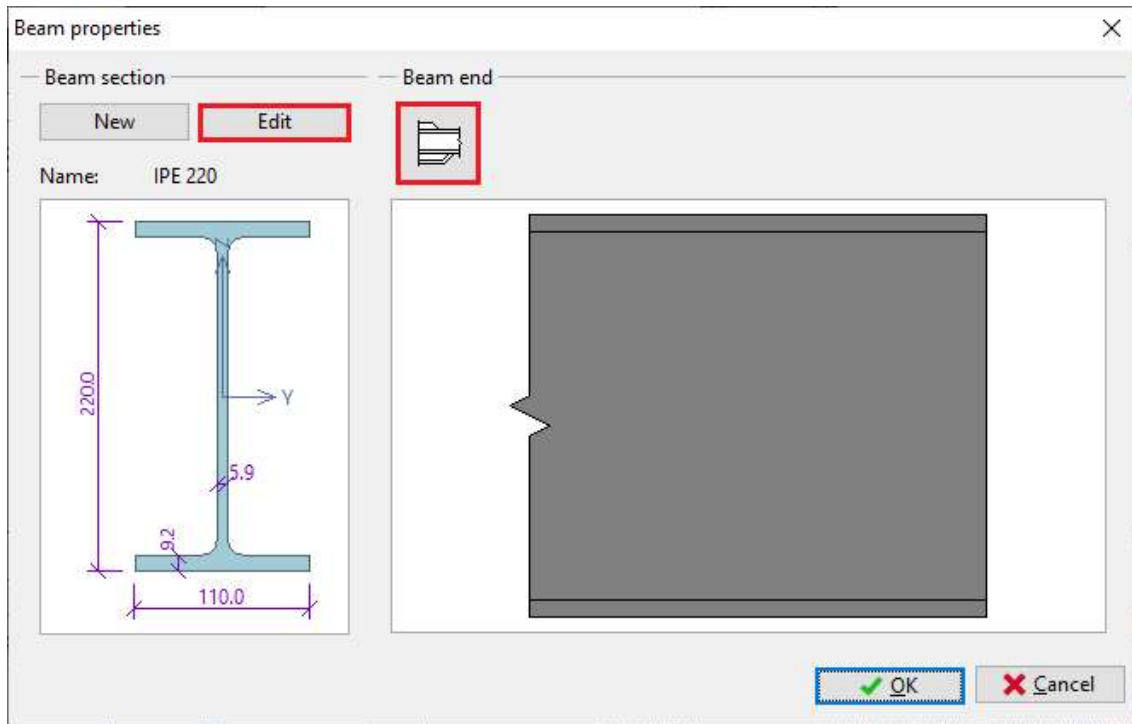 Beam properties
Beam section
Beam end
New
Edit
Name: IPE 220
220.0
Y
5.9
9.2
110.0
OK
Cancel